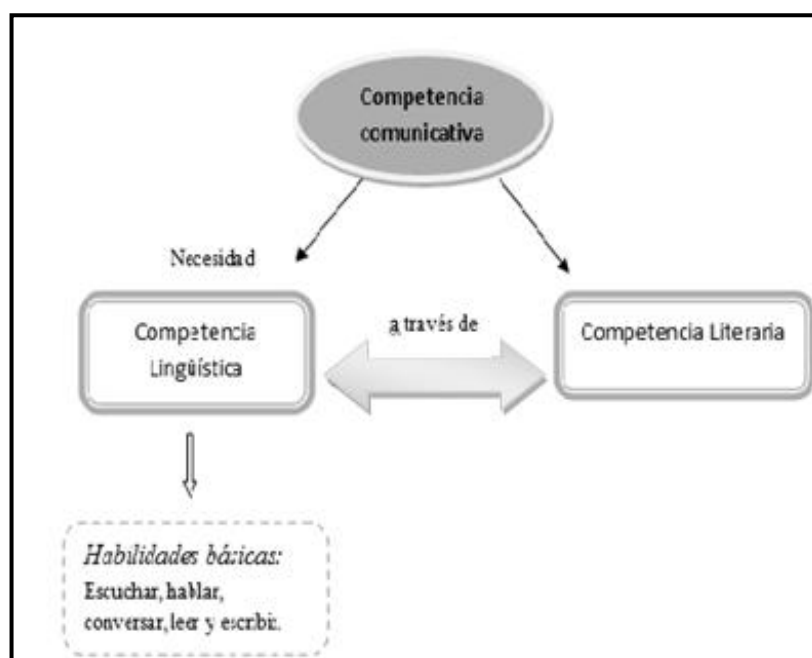 Competencia
comunicativa
Necesidad
a través de
Competencia
Lingüística
Competencia Literaria
Habilidades básicas:
Escuchar, hablar,
conversar, leer y escribir.